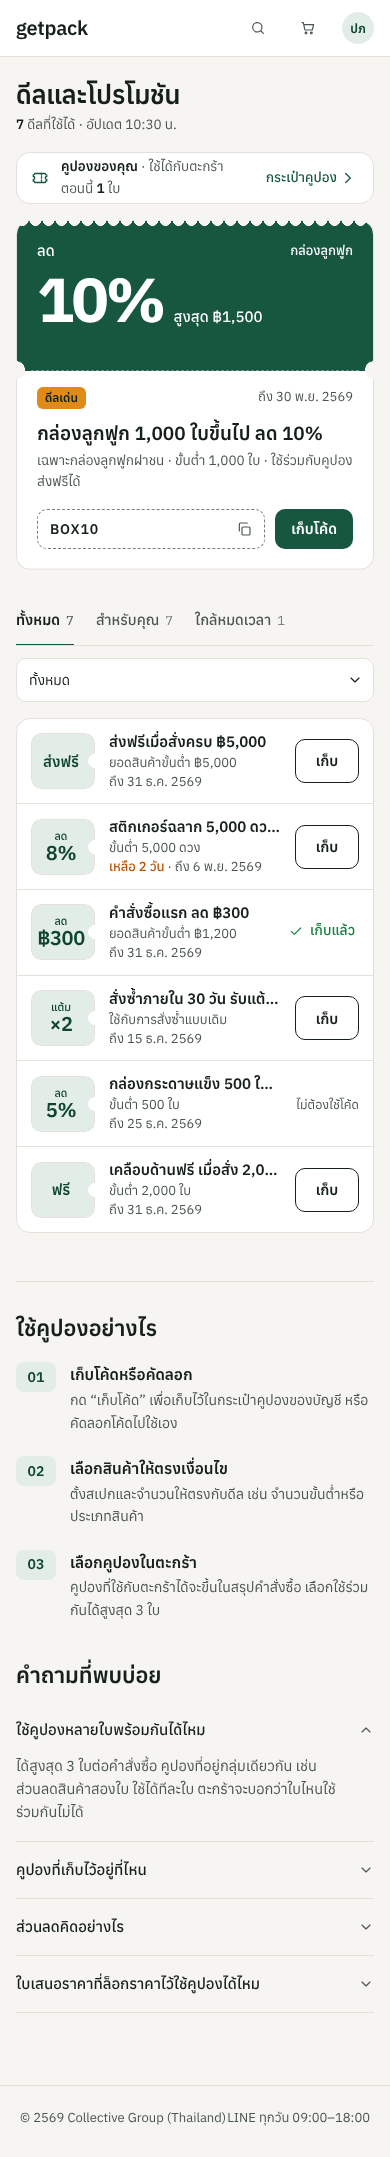 getpack
ปภ
ดีลและโปรโมชัน
7 ดีลที่ใช้ได้ · อัปเดต 10:30 น.
คูปองของคุณ · ใช้ได้กับตะกร้า
ตอนนี้ 1 ใบ
กระเป๋าคูปอง
ลด
กล่องลูกฟูก
10% สูงสุด ฿1,500
ดีลเด่น
ถึง 30 พ.ย. 2569
กล่องลูกฟูก 1,000 ใบขึ้นไป ลด 10%
เฉพาะกล่องลูกฟูกฝาชน · ขั้นต่ำ 1,000 ใบ · ใช้ร่วมกับคูปอง
ส่งฟรีได้
BOX10
เก็บโค้ด
ทั้งหมด 7
สำหรับคุณ 7
ใกล้หมดเวลา 1
ทั้งหมด
ส่งฟรี
ส่งฟรีเมื่อสั่งครบ ฿5,000
ยอดสินค้าขั้นต่ำ ฿5,000
ถึง 31 ธ.ค. 2569
เก็บ
ลด
8%
สติกเกอร์ฉลาก 5,000 ดว...
ขั้นต่ำ 5,000 ดวง
เหลือ 2 วัน · ถึง 6 พ.ย. 2569
เก็บ
ลด
฿300
คำสั่งซื้อแรก ลด ฿300
ยอดสินค้าขั้นต่ำ ฿1,200
ถึง 31 ธ.ค. 2569
เก็บแล้ว
แต้ม
×2
สั่งซ้ำภายใน 30 วัน รับแต้...
ใช้กับการสั่งซ้ำแบบเดิม
ถึง 15 ธ.ค. 2569
เก็บ
ลด
5%
กล่องกระดาษแข็ง 500 ใ...
ขั้นต่ำ 500 ใบ
ถึง 25 ธ.ค. 2569
ไม่ต้องใช้โค้ด
ฟรี
เคลือบด้านฟรี เมื่อสั่ง 2,0...
ขั้นต่ำ 2,000 ใบ
ถึง 31 ธ.ค. 2569
เก็บ
ใช้คูปองอย่างไร
01
เก็บโค้ดหรือคัดลอก
กด “เก็บโค้ด” เพื่อเก็บไว้ในกระเป๋าคูปองของบัญชี หรือ
คัดลอกโค้ดไปใช้เอง
02
เลือกสินค้าให้ตรงเงื่อนไข
ตั้งสเปกและจำนวนให้ตรงกับดีล เช่น จำนวนขั้นต่ำหรือ
ประเภทสินค้า
03
เลือกคูปองในตะกร้า
คูปองที่ใช้กับตะกร้าได้จะขึ้นในสรุปคำสั่งซื้อ เลือกใช้ร่วม
กันได้สูงสุด 3 ใบ
คำถามที่พบบ่อย
ใช้คูปองหลายใบพร้อมกันได้ไหม
ได้สูงสุด 3 ใบต่อคำสั่งซื้อ คูปองที่อยู่กลุ่มเดียวกัน เช่น
ส่วนลดสินค้าสองใบ ใช้ได้ทีละใบ ตะกร้าจะบอกว่าใบไหนใช้
ร่วมกันไม่ได้
คูปองที่เก็บไว้อยู่ที่ไหน
ส่วนลดคิดอย่างไร
ใบเสนอราคาที่ล็อกราคาไว้ใช้คูปองได้ไหม
© 2569 Collective Group (Thailand)
LINE ทุกวัน 09:00–18:00